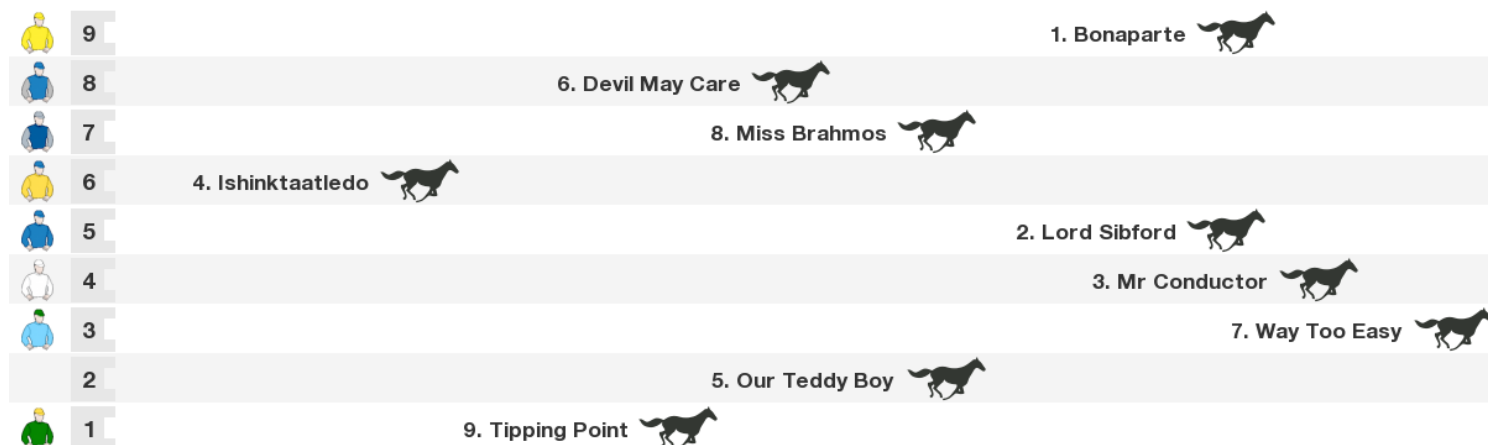 9 1. Bonaparte
8 6. Devil May Care
7 8. Miss Brahmos
6 4. Ishinktaatledo
5 2. Lord Sibford
4 3. Mr Conductor
3 7. Way Too Easy
2 5. Our Teddy Boy
1 9. Tipping Point